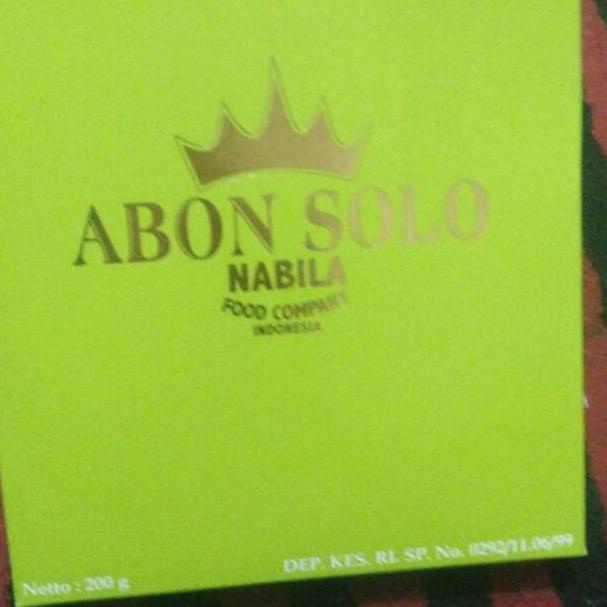 ABON SOLO
NABILA
FOOD COMPANY
INDONESIA
DEP. KES. RI. SP. No. 0292/11.06/99
Netto : 200 g